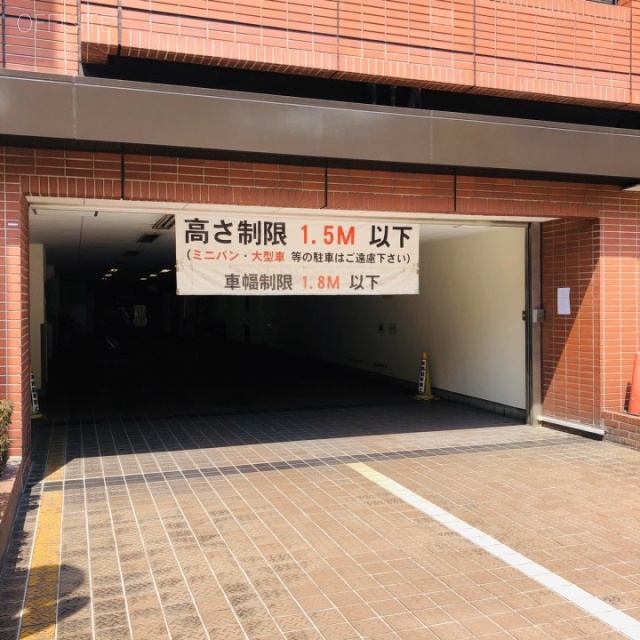 高さ制限 1.5M 以下
(ミニバン・大型車 等の駐車はご遠慮下さい)
車幅制限 1.8M 以下